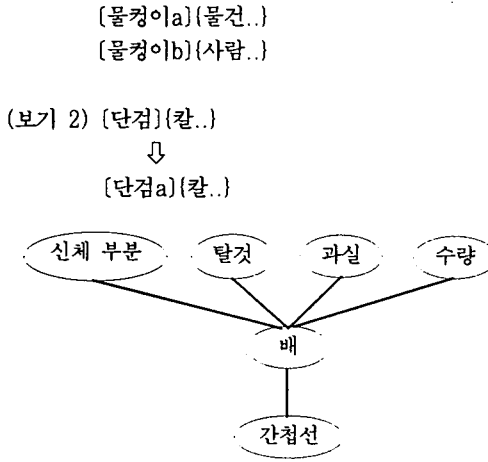 [물컹이a]{물건..}
[물컹이b]{사람..}
(보기 2) [단검]{칼..}
⇩
[단검a]{칼..}
신체 부분 탈것 과실 수량
배
간첩선